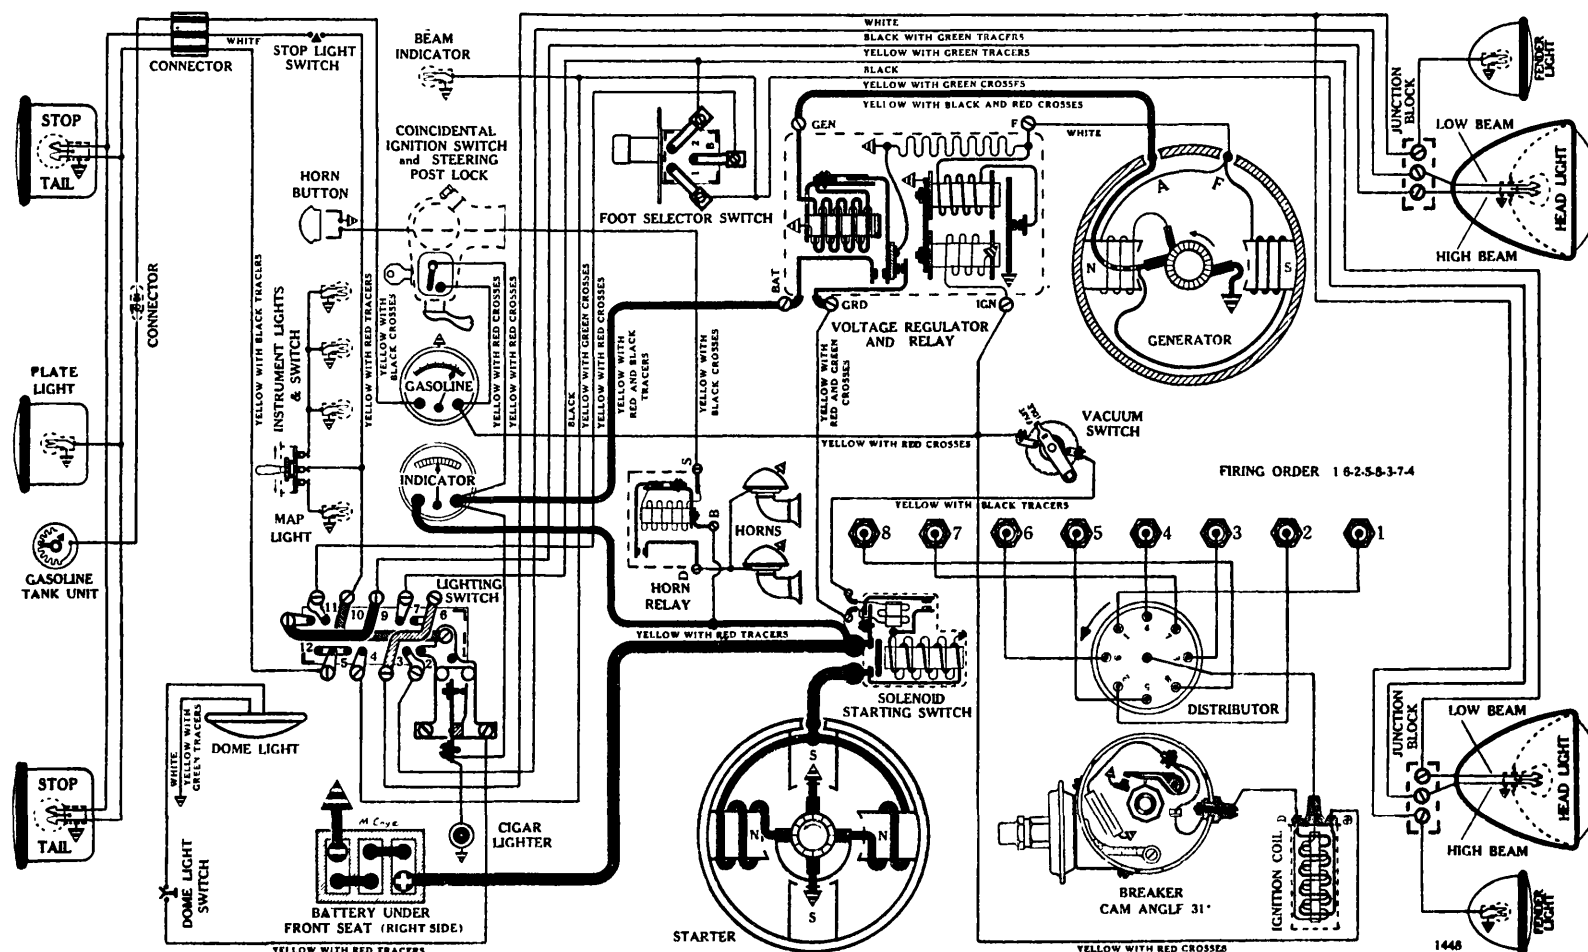 WHITE
STOP LIGHT
SWITCH
CONNECTOR
BEAM
INDICATOR
WHITE
BLACK WITH GREEN TRACERS
YELLOW WITH GREEN TRACERS
BLACK
YELLOW WITH GREEN CROSSES
YELLOW WITH BLACK AND RED CROSSES
FENDER
LIGHT
JUNCTION
BLOCK
LOW BEAM
HEAD LIGHT
HIGH BEAM
STOP
TAIL
COINCIDENTAL
IGNITION SWITCH
and STEERING
POST LOCK
HORN
BUTTON
2
B
1
FOOT SELECTOR SWITCH
GEN
F
WHITE
A
F
N
S
GENERATOR
BAT
GRD
IGN
VOLTAGE REGULATOR
AND RELAY
CONNECTOR
YELLOW WITH BLACK TRACERS
INSTRUMENT LIGHTS
& SWITCH
YELLOW WITH RED TRACERS
YELLOW WITH
BLACK CROSSES
GASOLINE
YELLOW WITH RED CROSSES
YELLOW WITH RED CROSSES
BLACK
YELLOW WITH GREEN CROSSES
YELLOW WITH RED CROSSES
YELLOW WITH
RED AND BLACK
TRACERS
YELLOW WITH
BLACK CROSSES
YELLOW WITH
RED AND GREEN
CROSSES
PLATE
LIGHT
YELLOW WITH RED CROSSES
IDLE
START
VACUUM
SWITCH
FIRING ORDER 1 6-2-5-8-3-7-4
INDICATOR
MAP
LIGHT
S
B
D
HORNS
HORN
RELAY
YELLOW WITH BLACK TRACERS
8
7
6
5
4
3
2
1
GASOLINE
TANK UNIT
LIGHTING
SWITCH
11
10
9
7
6
12
5
4
3
2
YELLOW WITH RED TRACERS
SOLENOID
STARTING SWITCH
DISTRIBUTOR
DOME LIGHT
WHITE
YELLOW WITH
GREEN TRACERS
JUNCTION
BLOCK
LOW BEAM
HEAD LIGHT
HIGH BEAM
STOP
TAIL
DOME LIGHT
SWITCH
CIGAR
LIGHTER
BATTERY UNDER
FRONT SEAT (RIGHT SIDE)
YELLOW WITH RED TRACERS
S
N
N
S
STARTER
BREAKER
CAM ANGLE 31°
D
B
IGNITION COIL
YELLOW WITH RED CROSSES
FENDER
LIGHT
1448